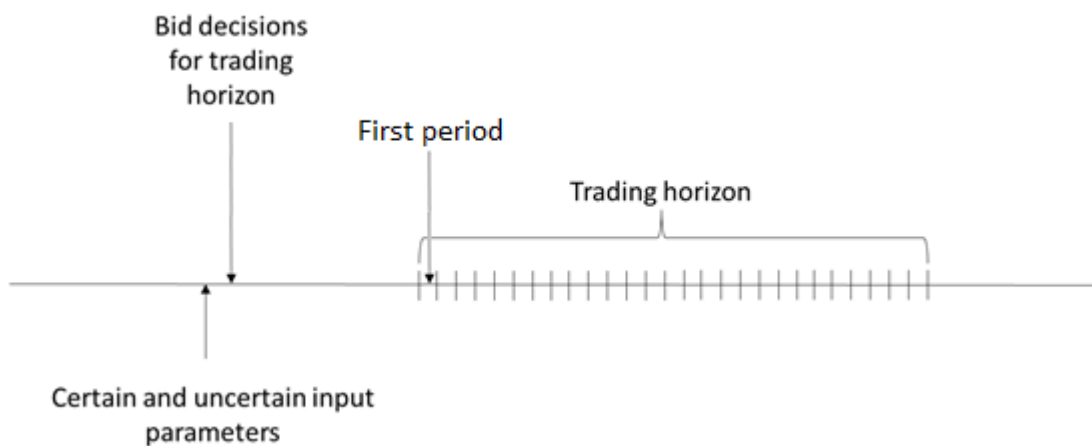 Bid decisions
for trading
horizon
First period
Trading horizon
Certain and uncertain input
parameters